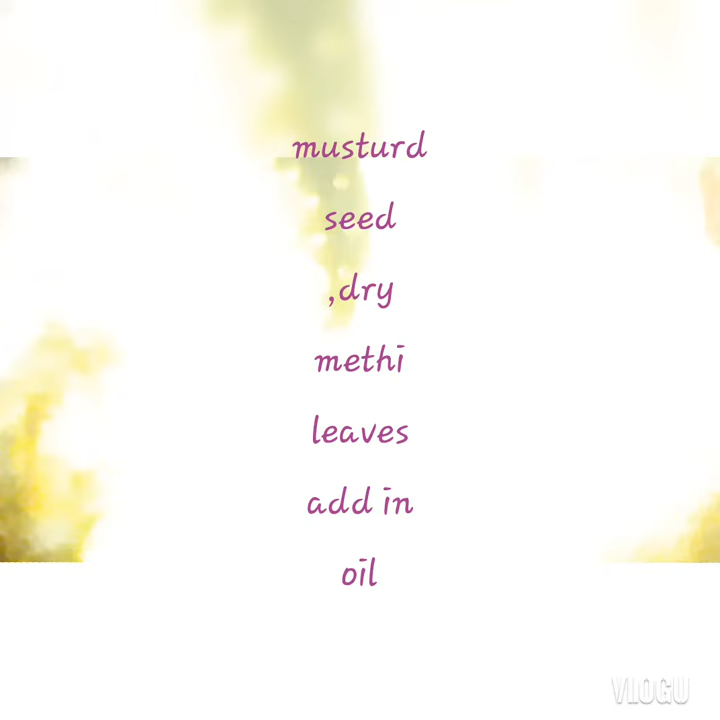 musturd
seed
,dry
methi
leaves
add in
oil
VLOGU